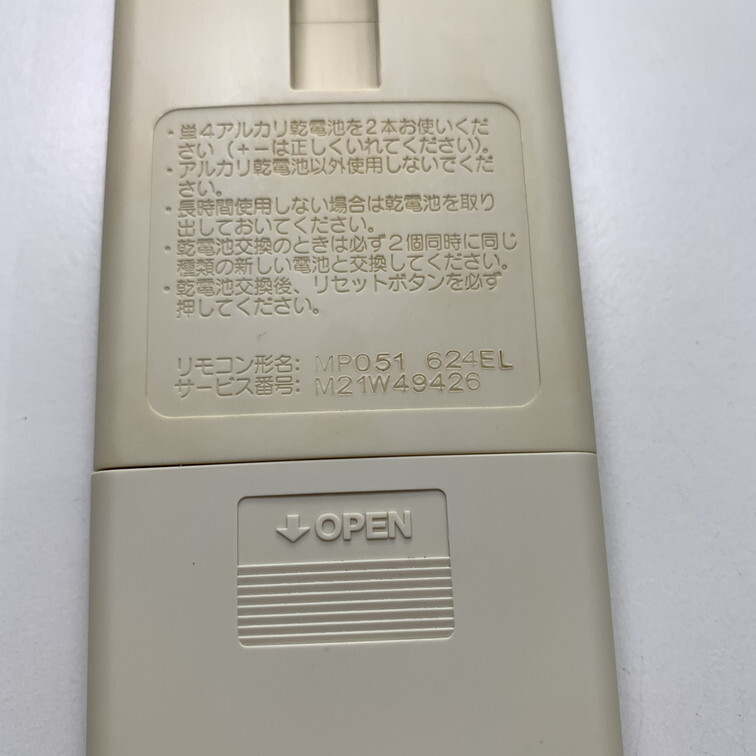 ・単4アルカリ乾電池を2本お使いくだ
さい（+−は正しくいれてください）。
・アルカリ乾電池以外使用しないでくだ
さい。
・長時間使用しない場合は乾電池を取り
出しておいてください。
・乾電池交換のときは必ず2個同時に同じ
種類の新しい電池と交換してください。
・乾電池交換後、リセットボタンを必ず
押してください。
リモコン形名: MP051 624EL
サービス番号: M21W49426
↓OPEN